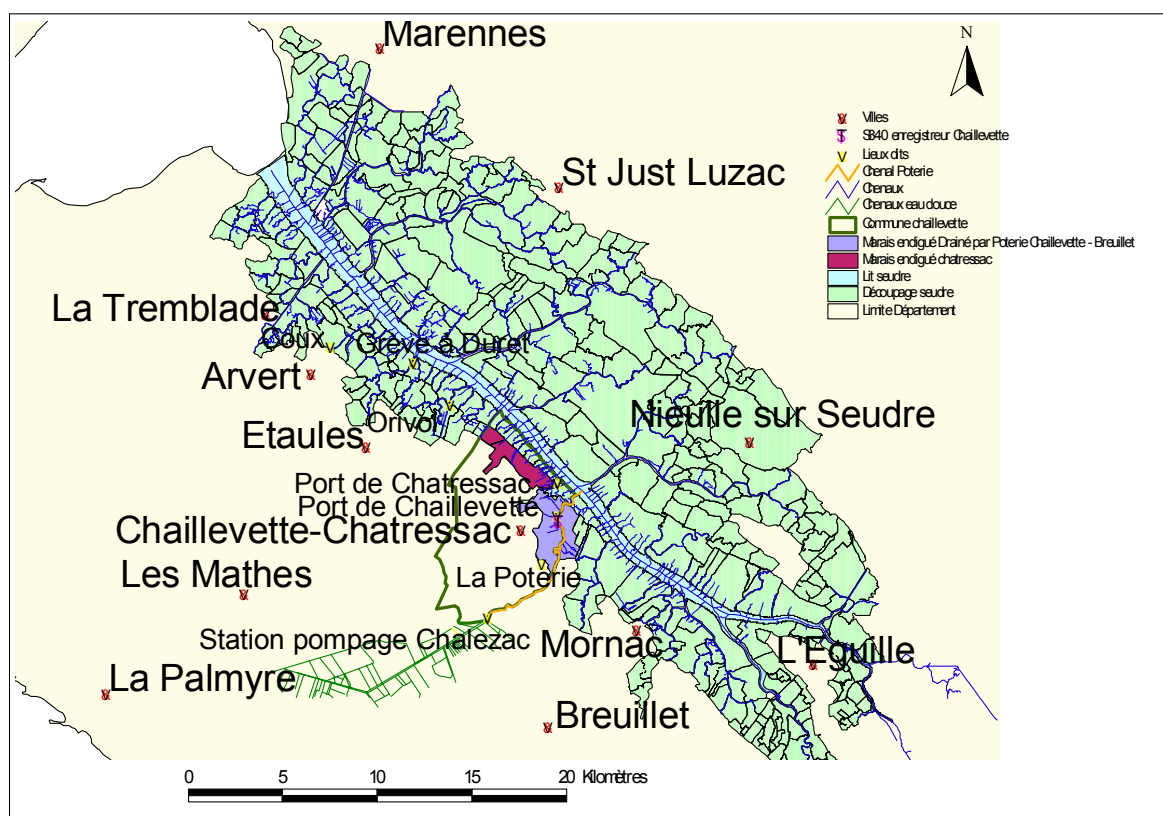 Marennes
N
St Just Luzac
Villes
SB40 enregistreur Chaillevette
Lieux dits
Chenal Poterie
Chenaux
Chenaux eau douce
Commune chaillevette
Marais endigué Drainé par Poterie Chaillevette - Breuillet
Marais endigué chatressac
Lit seudre
Découpage seudre
Limite Département
La Tremblade
Coux
Grève à Duret
Arvert
Orivol
Nieulle sur Seudre
Etaules
Port de Chatressac
Port de Chaillevette
Chaillevette-Chatressac
La Poterie
Les Mathes
Station pompage Chalezac
Mornac
L'Eguille
La Palmyre
Breuillet
0 5 10 15 20 Kilomètres